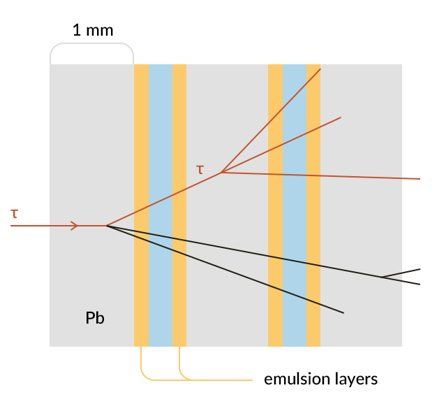 1 mm
τ
τ
Pb
emulsion layers